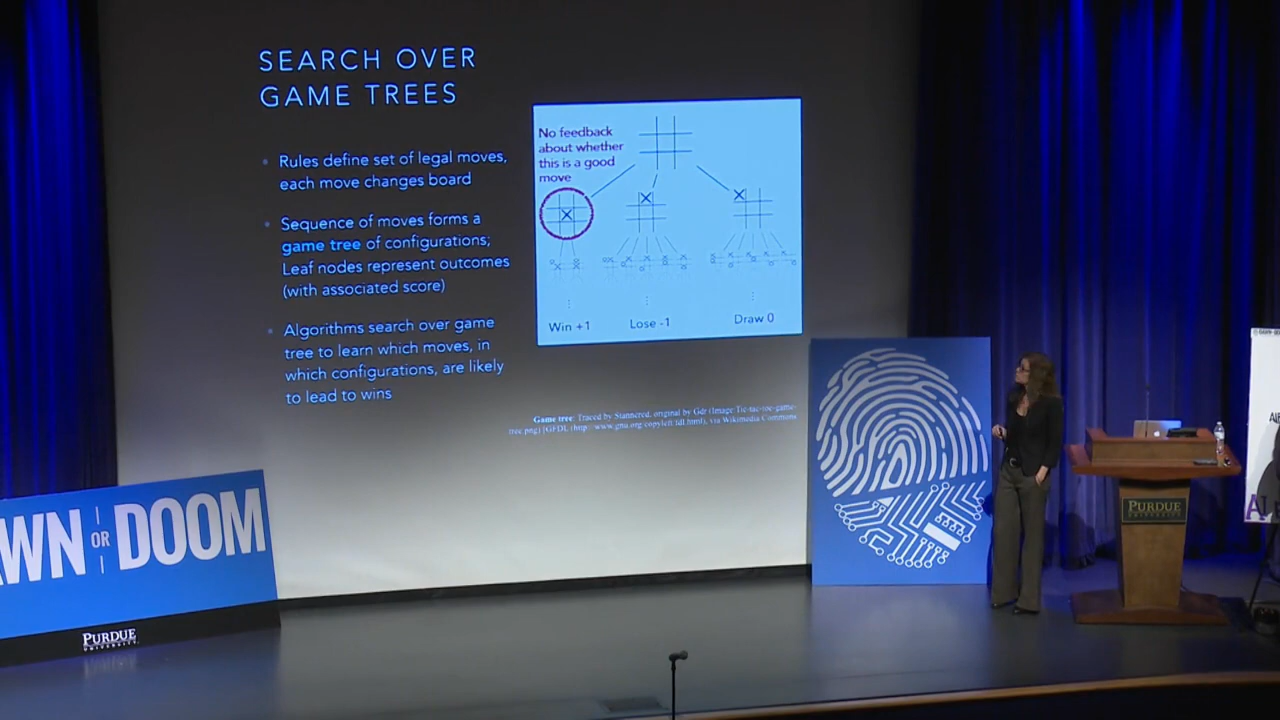 SEARCH OVER
GAME TREES
Rules define set of legal moves,
each move changes board
Sequence of moves forms a
game tree of configurations;
Leaf nodes represent outcomes
(with associated score)
Algorithms search over game
tree to learn which moves, in
which configurations, are likely
to lead to wins
No feedback
about whether
this is a good
move
Win +1
Lose -1
Draw 0
Game tree: Traced by Stannered, original by Gdr (Image:Tic-tac-toe-game-
tree.png) [GFDL (http://www.gnu.org/copyleft/fdl.html), via Wikimedia Commons
WN OR DOOM
PURDUE
UNIVERSITY
PURDUE
UNIVERSITY